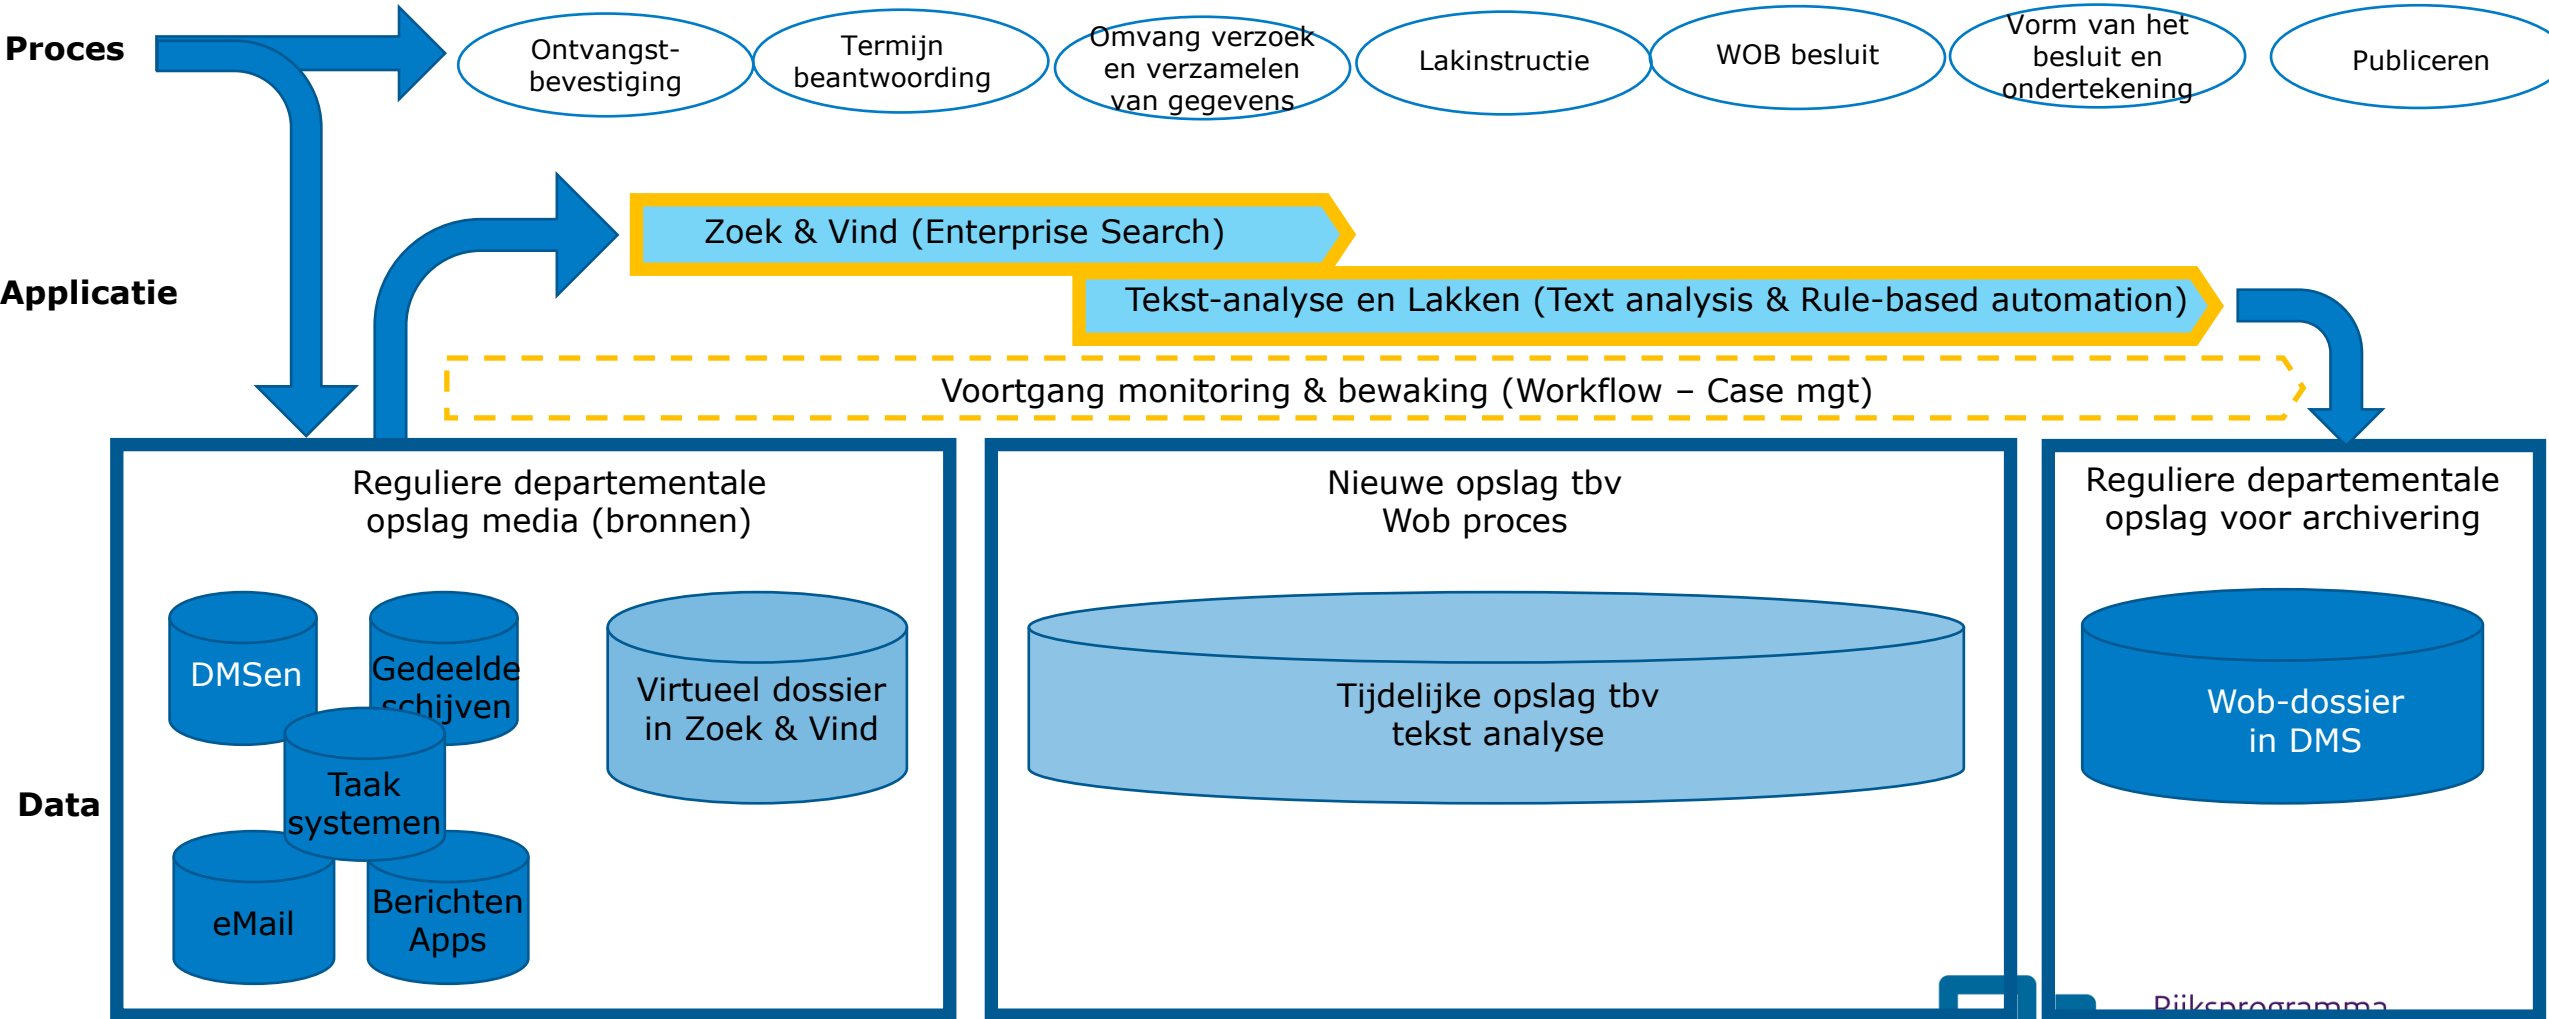 Proces
Ontvangst-
bevestiging
Termijn
beantwoording
Omvang verzoek
en verzamelen
van gegevens
Lakinstructie
WOB besluit
Vorm van het
besluit en
ondertekening
Publiceren
Applicatie
Zoek & Vind (Enterprise Search)
Tekst-analyse en Lakken (Text analysis & Rule-based automation)
Voortgang monitoring & bewaking (Workflow – Case mgt)
Data
Reguliere departementale
opslag media (bronnen)
DMSen
Gedeelde
schijven
Taak
systemen
eMail
Berichten
Apps
Virtueel dossier
in Zoek & Vind
Nieuwe opslag tbv
Wob proces
Tijdelijke opslag tbv
tekst analyse
Reguliere departementale
opslag voor archivering
Wob-dossier
in DMS
Rijksprogramma